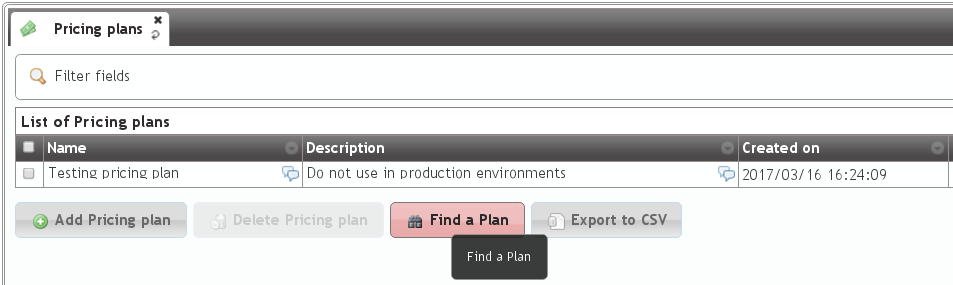 Pricing plans
Filter fields
List of Pricing plans
Name Description Created on
Testing pricing plan Do not use in production environments 2017/03/16 16:24:09
Add Pricing plan Delete Pricing plan Find a Plan Export to CSV
Find a Plan